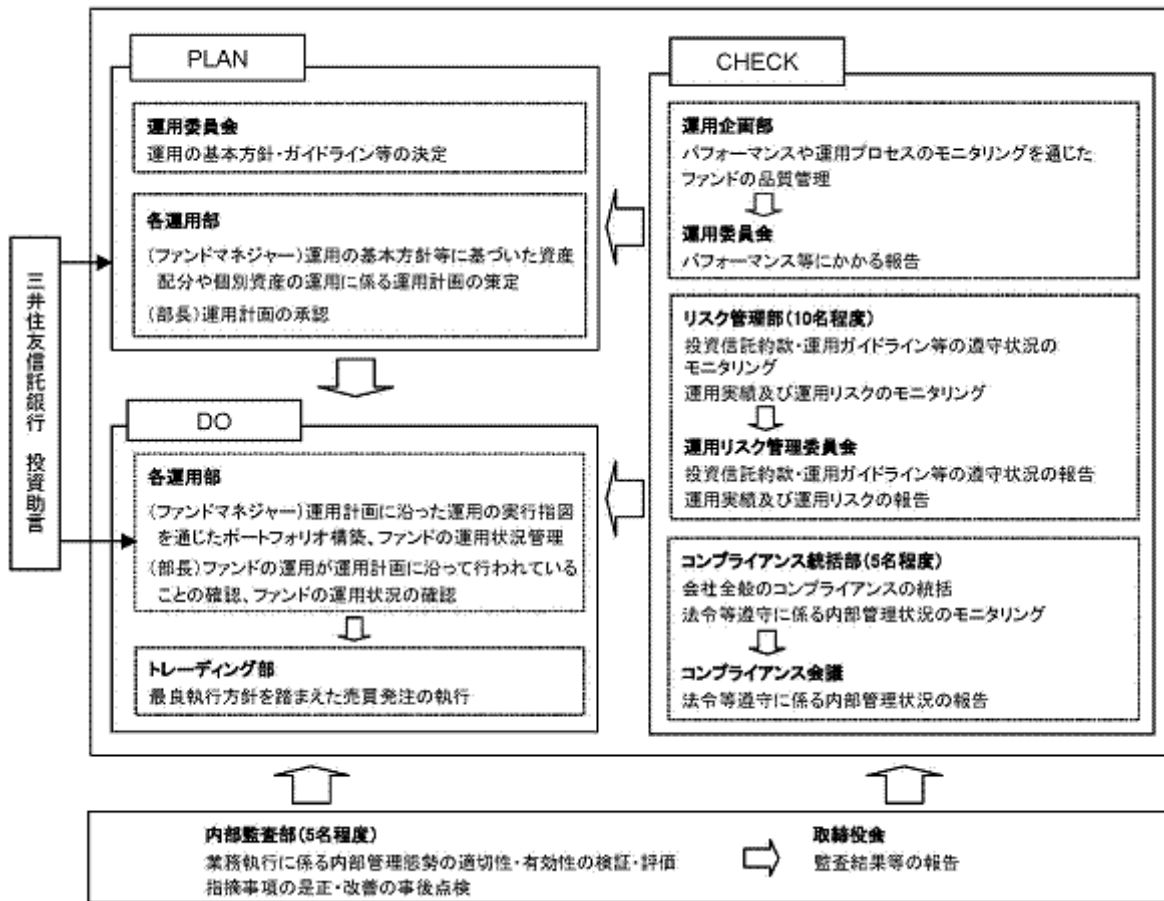 PLAN
運用委員会
運用の基本方針・ガイドライン等の決定
各運用部
(ファンドマネジャー)運用の基本方針等に基づいた資産
配分や個別資産の運用に係る運用計画の策定
(部長)運用計画の承認
三井住友信託銀行 投資助言
DO
各運用部
(ファンドマネジャー)運用計画に沿った運用の実行指図
を通じたポートフォリオ構築、ファンドの運用状況管理
(部長)ファンドの運用が運用計画に沿って行われている
ことの確認、ファンドの運用状況の確認
トレーディング部
最良執行方針を踏まえた売買発注の執行
CHECK
運用企画部
パフォーマンスや運用プロセスのモニタリングを通じた
ファンドの品質管理
運用委員会
パフォーマンス等にかかる報告
リスク管理部(10名程度)
投資信託約款・運用ガイドライン等の遵守状況の
モニタリング
運用実績及び運用リスクのモニタリング
運用リスク管理委員会
投資信託約款・運用ガイドライン等の遵守状況の報告
運用実績及び運用リスクの報告
コンプライアンス統括部(5名程度)
会社全般のコンプライアンスの統括
法令等遵守に係る内部管理状況のモニタリング
コンプライアンス会議
法令等遵守に係る内部管理状況の報告
内部監査部(5名程度)
業務執行に係る内部管理態勢の適切性・有効性の検証・評価
指摘事項の是正・改善の事後点検
取締役会
監査結果等の報告